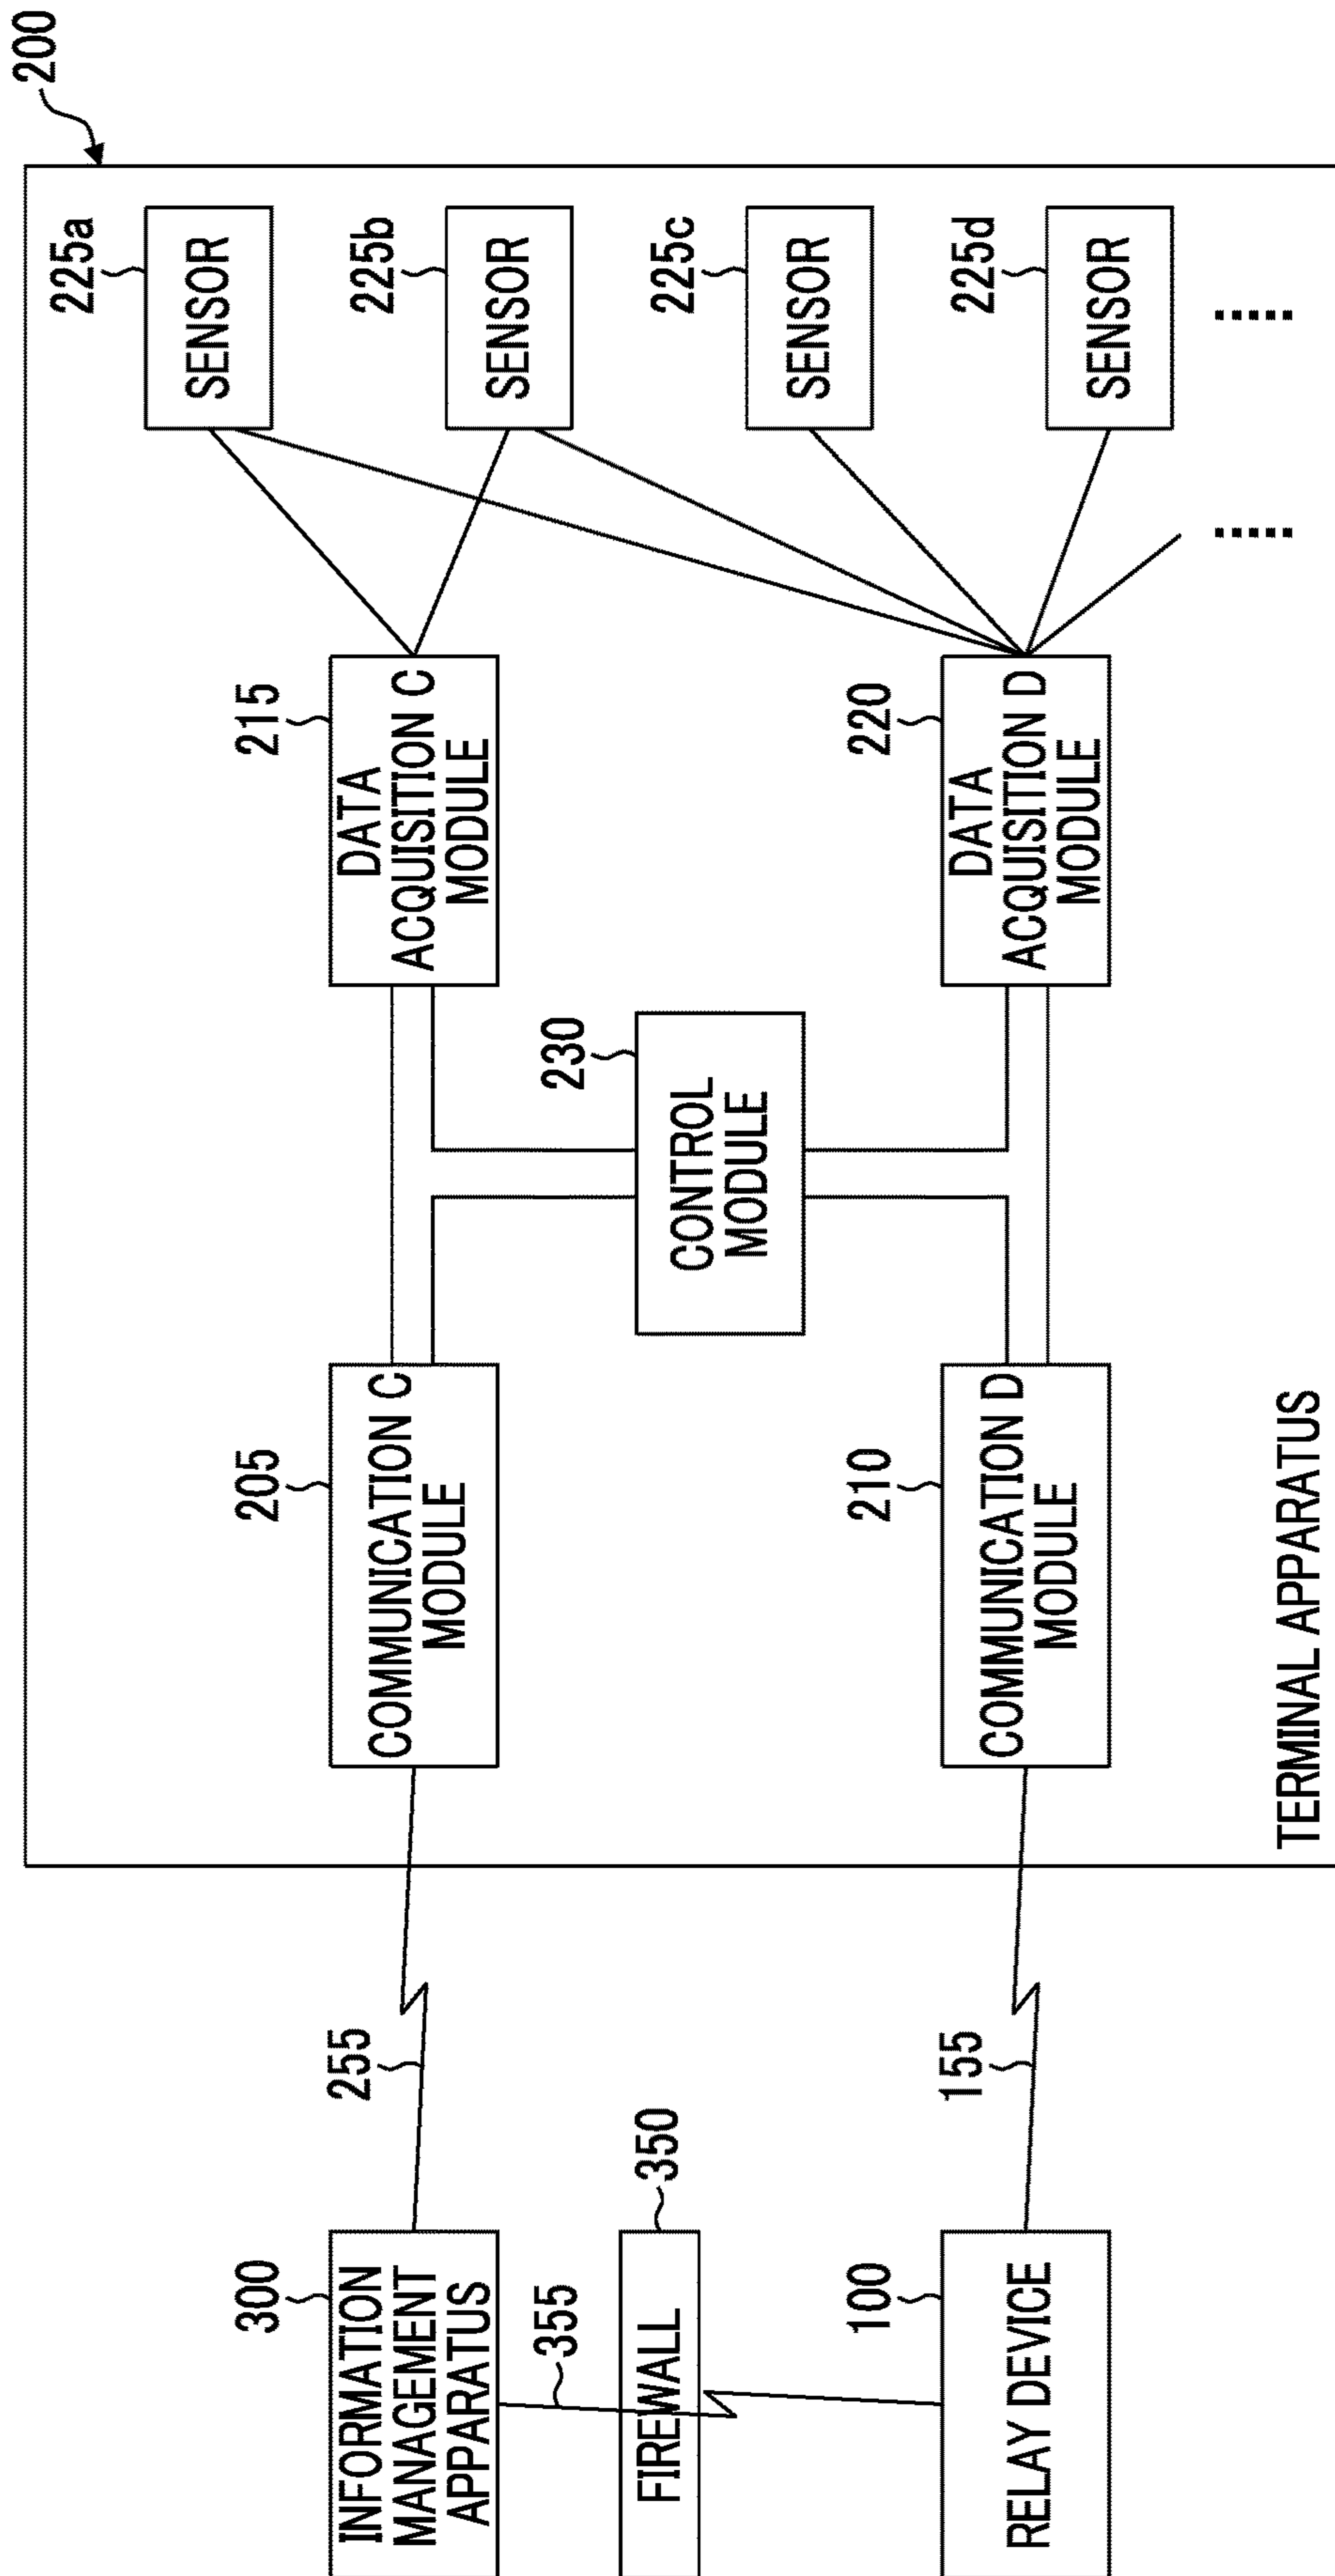 200
300
INFORMATION
MANAGEMENT
APPARATUS
255
205
COMMUNICATION C
MODULE
215
DATA
ACQUISITION C
MODULE
225a
SENSOR
225b
SENSOR
355
350
FIREWALL
230
CONTROL
MODULE
225c
SENSOR
100
RELAY DEVICE
155
210
COMMUNICATION D
MODULE
220
DATA
ACQUISITION D
MODULE
225d
SENSOR
TERMINAL APPARATUS